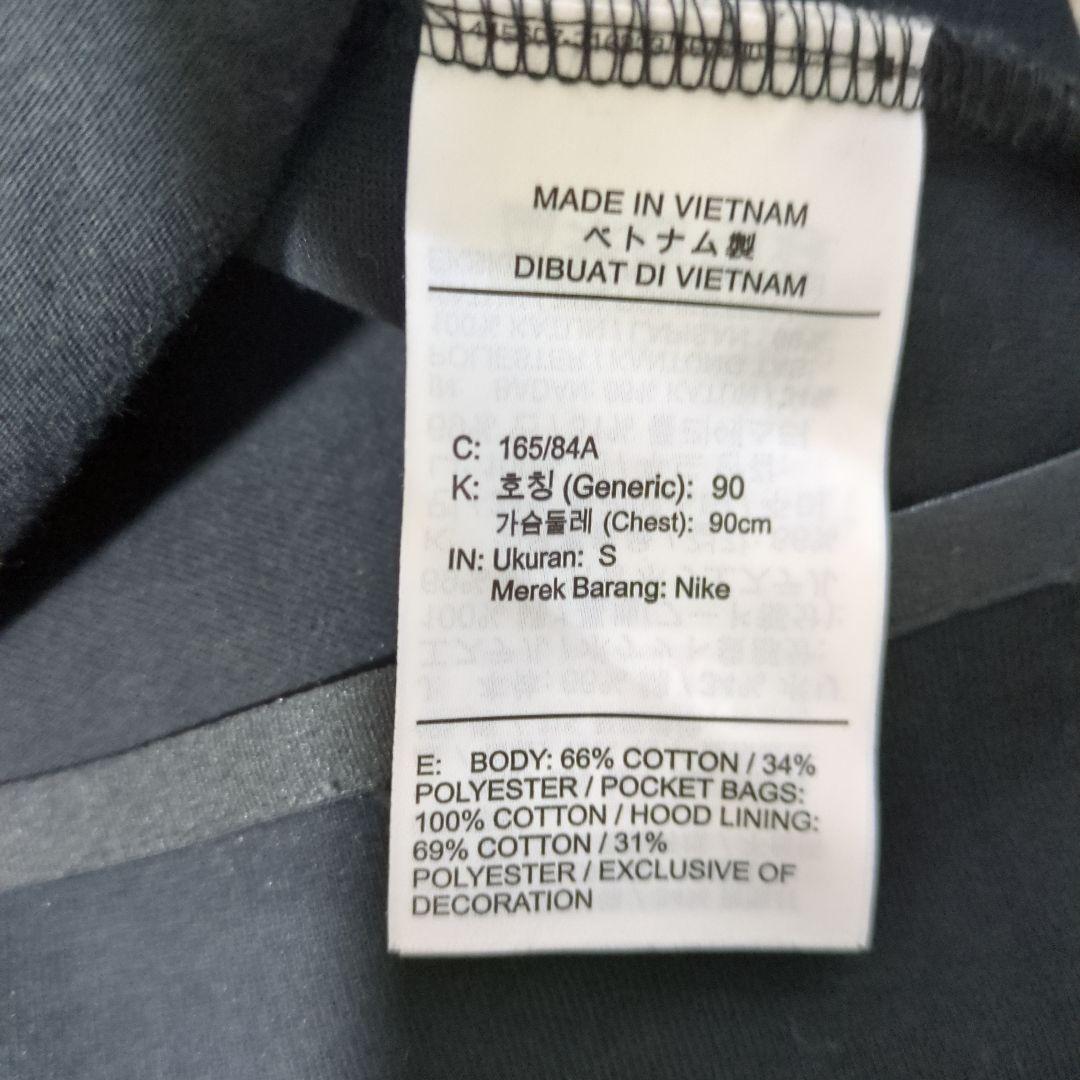 MADE IN VIETNAM
ベトナム製
DIBUAT DI VIETNAM
C: 165/84A
K: 호칭 (Generic): 90
가슴둘레 (Chest): 90cm
IN: Ukuran: S
Merek Barang: Nike
E: BODY: 66% COTTON / 34%
POLYESTER / POCKET BAGS:
100% COTTON / HOOD LINING:
69% COTTON / 31%
POLYESTER / EXCLUSIVE OF
DECORATION